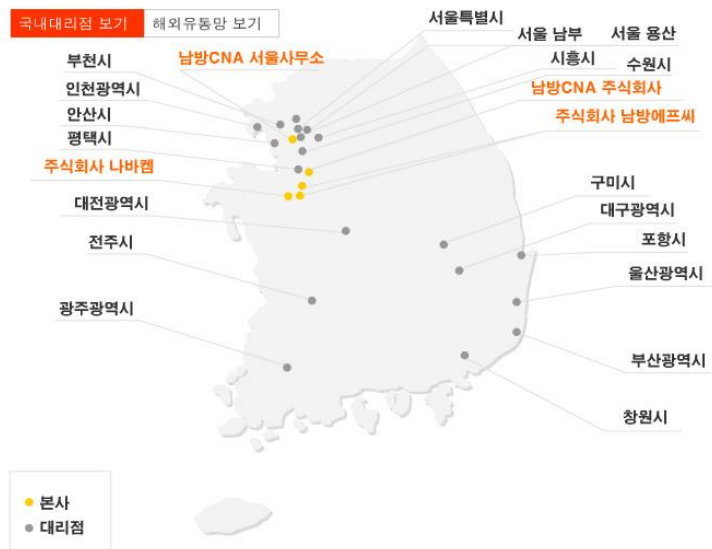 국내대리점 보기
해외유통망 보기
서울특별시
서울 남부
서울 용산
부천시
남방CNA 서울사무소
시흥시
수원시
인천광역시
남방CNA 주식회사
안산시
주식회사 남방에프씨
평택시
주식회사 나바켐
구미시
대전광역시
대구광역시
전주시
포항시
울산광역시
광주광역시
부산광역시
창원시
본사
대리점